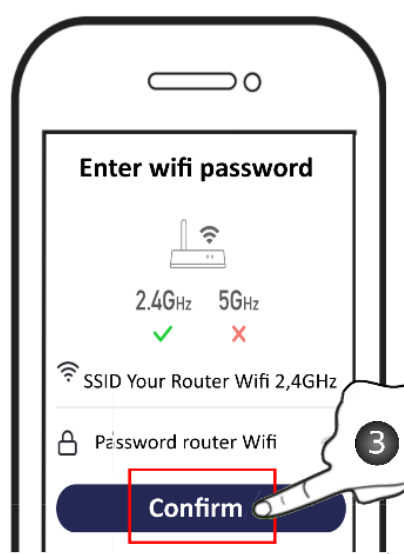 Enter wifi password
2.4GHz 5GHz
SSID Your Router Wifi 2,4GHz
Password router Wifi
3
Confirm